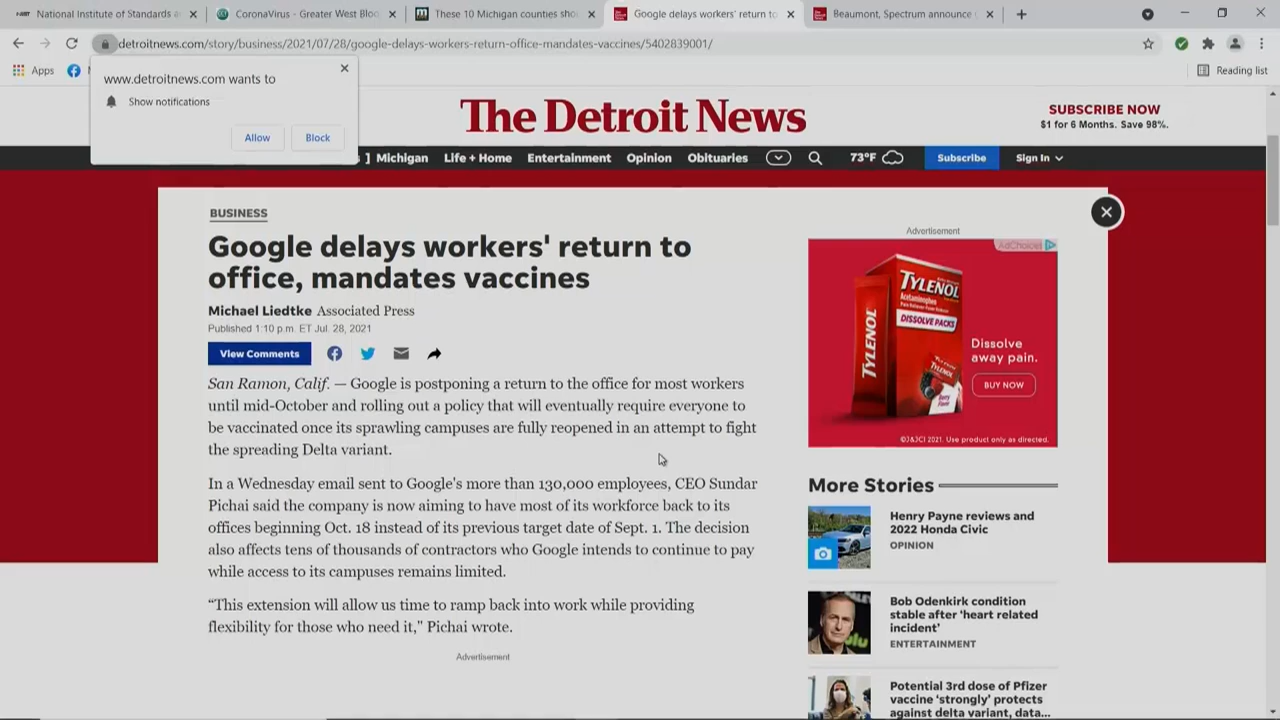 National Institute of Standards a
CoronaVirus - Greater West Bloo
These 10 Michigan counties shou
Google delays workers' return to
Beaumont, Spectrum announce
detroitnews.com/story/business/2021/07/28/google-delays-workers-return-office-mandates-vaccines/5402839001/
Apps
Reading list
www.detroitnews.com wants to
Show notifications
Allow
Block
The Detroit News
SUBSCRIBE NOW
$1 for 6 Months. Save 98%.
Michigan
Life + Home
Entertainment
Opinion
Obituaries
73°F
Subscribe
Sign In
BUSINESS
Google delays workers' return to
office, mandates vaccines
Michael Liedtke Associated Press
Published 1:10 p.m. ET Jul. 28, 2021
View Comments
San Ramon, Calif. — Google is postponing a return to the office for most workers
until mid-October and rolling out a policy that will eventually require everyone to
be vaccinated once its sprawling campuses are fully reopened in an attempt to fight
the spreading Delta variant.
In a Wednesday email sent to Google's more than 130,000 employees, CEO Sundar
Pichai said the company is now aiming to have most of its workforce back to its
offices beginning Oct. 18 instead of its previous target date of Sept. 1. The decision
also affects tens of thousands of contractors who Google intends to continue to pay
while access to its campuses remains limited.
“This extension will allow us time to ramp back into work while providing
flexibility for those who need it," Pichai wrote.
Advertisement
Advertisement
AdChoices
TYLENOL
Acetaminophen
DISSOLVE PACKS
TYLENOL
Dissolve
away pain.
BUY NOW
©J&JCI 2021. Use product only as directed.
More Stories
Henry Payne reviews and
2022 Honda Civic
OPINION
Bob Odenkirk condition
stable after ‘heart related
incident’
ENTERTAINMENT
Potential 3rd dose of Pfizer
vaccine ‘strongly’ protects
against delta variant, data...